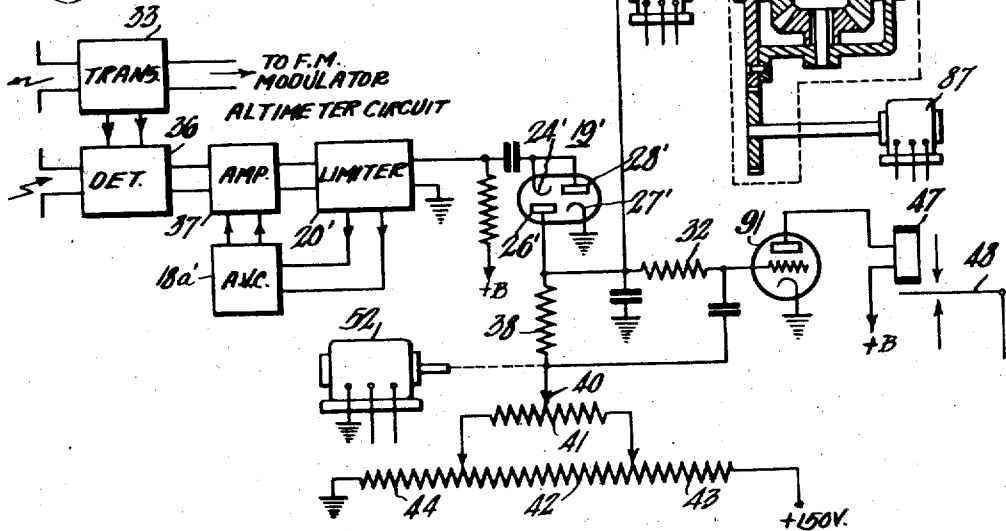 33
TRANS.
TO F.M.
MODULATOR
ALTIMETER CIRCUIT
87
36
24'
19'
28'
DET.
AMP.
LIMITER
37
20'
26'
27'
47
91
32
48
18a'
A.V.C.
+B
38
+B
52
40
41
44
42
43
+150V.